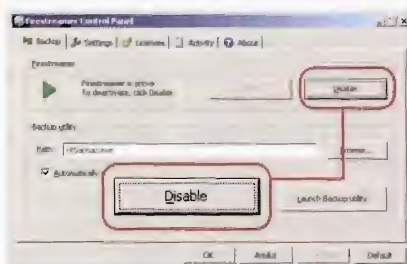 Firestreamer Control Panel
Backup Settings Licenses Activity About
Firestreamer
Firestreamer is active
To deactivate, click Disable
Disable
Backup utility
Path:
Browse...
Automatically
Disable
Launch Backup utility
OK Default